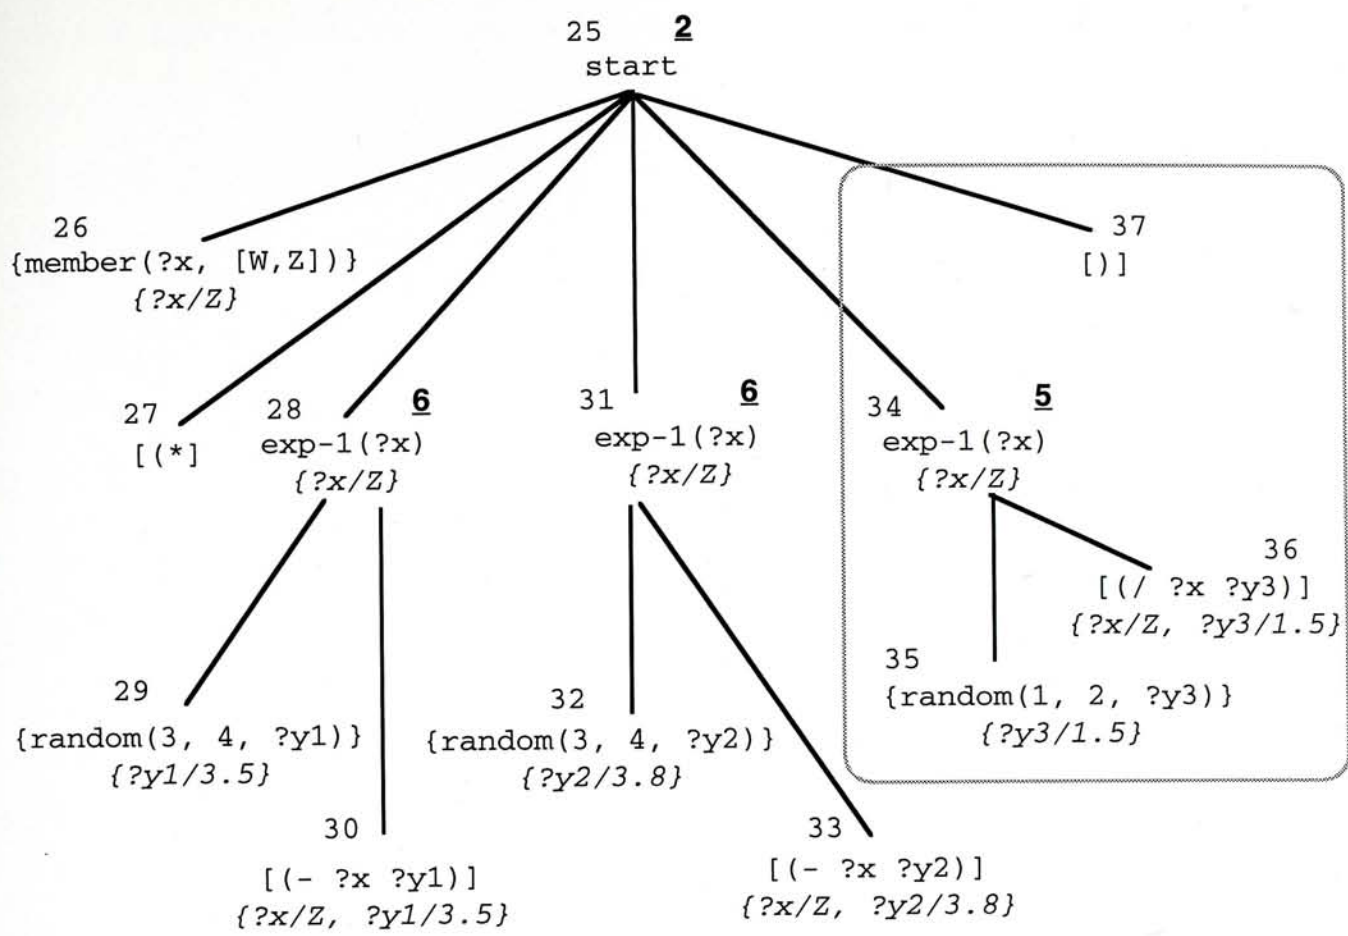 25 2
start
26
{member(?x, [W,Z])}
{?x/Z}
37
[)]
27
[(*]
28 6
exp-1(?x)
{?x/Z}
31 6
exp-1(?x)
{?x/Z}
34 5
exp-1(?x)
{?x/Z}
36
[(/ ?x ?y3)]
{?x/Z, ?y3/1.5}
29
{random(3, 4, ?y1)}
{?y1/3.5}
32
{random(3, 4, ?y2)}
{?y2/3.8}
35
{random(1, 2, ?y3)}
{?y3/1.5}
30
[(- ?x ?y1)]
{?x/Z, ?y1/3.5}
33
[(- ?x ?y2)]
{?x/Z, ?y2/3.8}